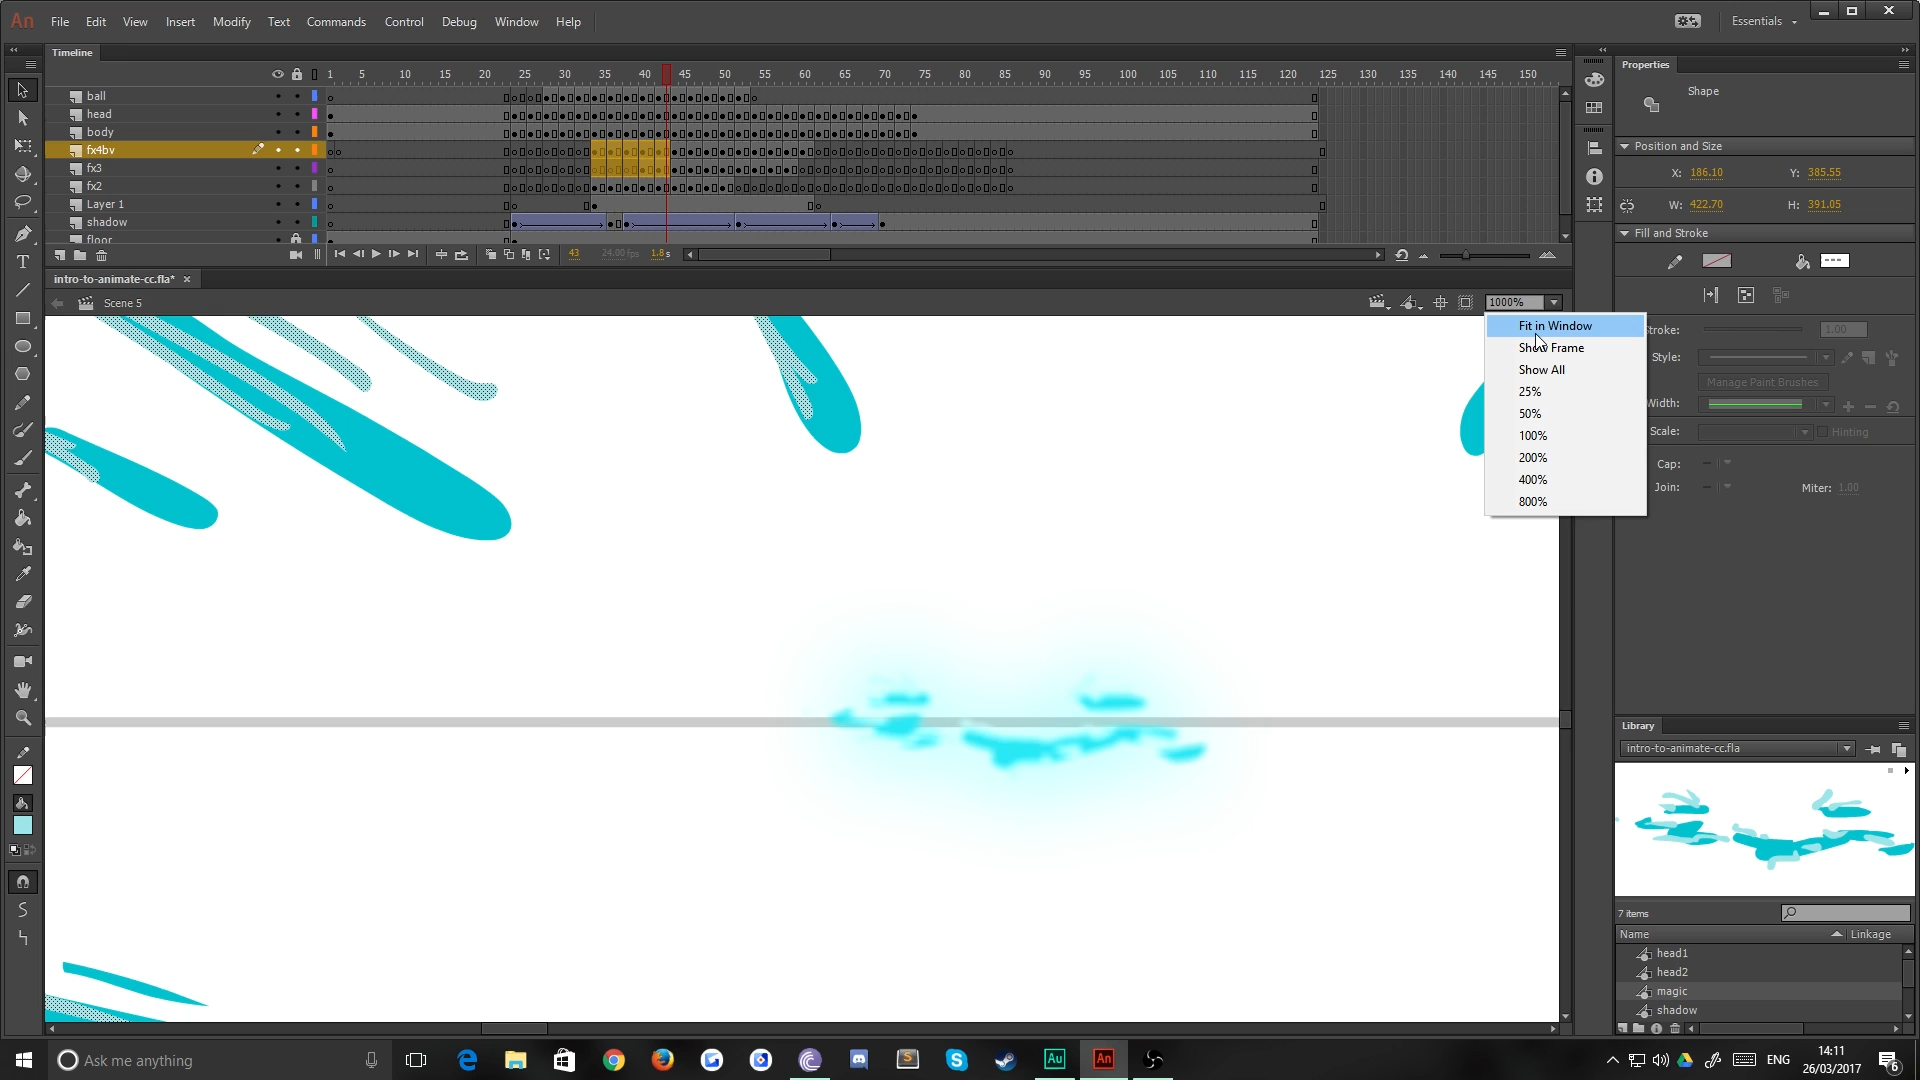 An File Edit View Insert Modify Text Commands Control Debug Window Help Essentials
Timeline
1 5 10 15 20 25 30 35 40 45 50 55 60 65 70 75 80 85 90 95 100 105 110 115 120 125 130 135 140 145 150
ball
head
body
fx4bv
fx3
fx2
Layer 1
shadow
floor
43 24.00 fps 1.8 s
intro-to-animate-cc.fla* ×
Scene 5
1000%
Fit in Window
Show Frame
Show All
25%
50%
100%
200%
400%
800%
Properties
Shape
Position and Size
X: 186.10 Y: 385.55
W: 422.70 H: 391.05
Fill and Stroke
Stroke: 1.00
Style:
Manage Paint Brushes
Width:
Scale: Hinting
Cap:
Join: Miter: 1.00
Library
intro-to-animate-cc.fla
7 items
Name Linkage
head1
head2
magic
shadow
Ask me anything
Au An
ENG
14:11
26/03/2017
6